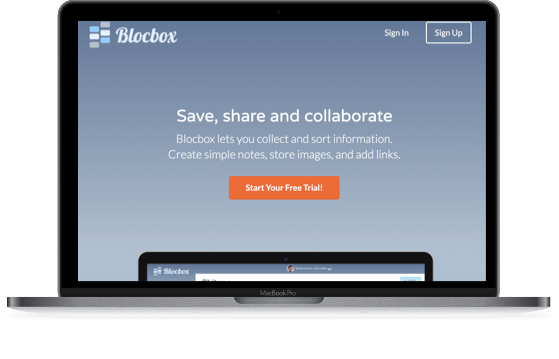 Blocbox
Sign In
Sign Up
Save, share and collaborate
Blocbox lets you collect and sort information.
Create simple notes, store images, and add links.
Start Your Free Trial!
Blocbox
MacBook Pro